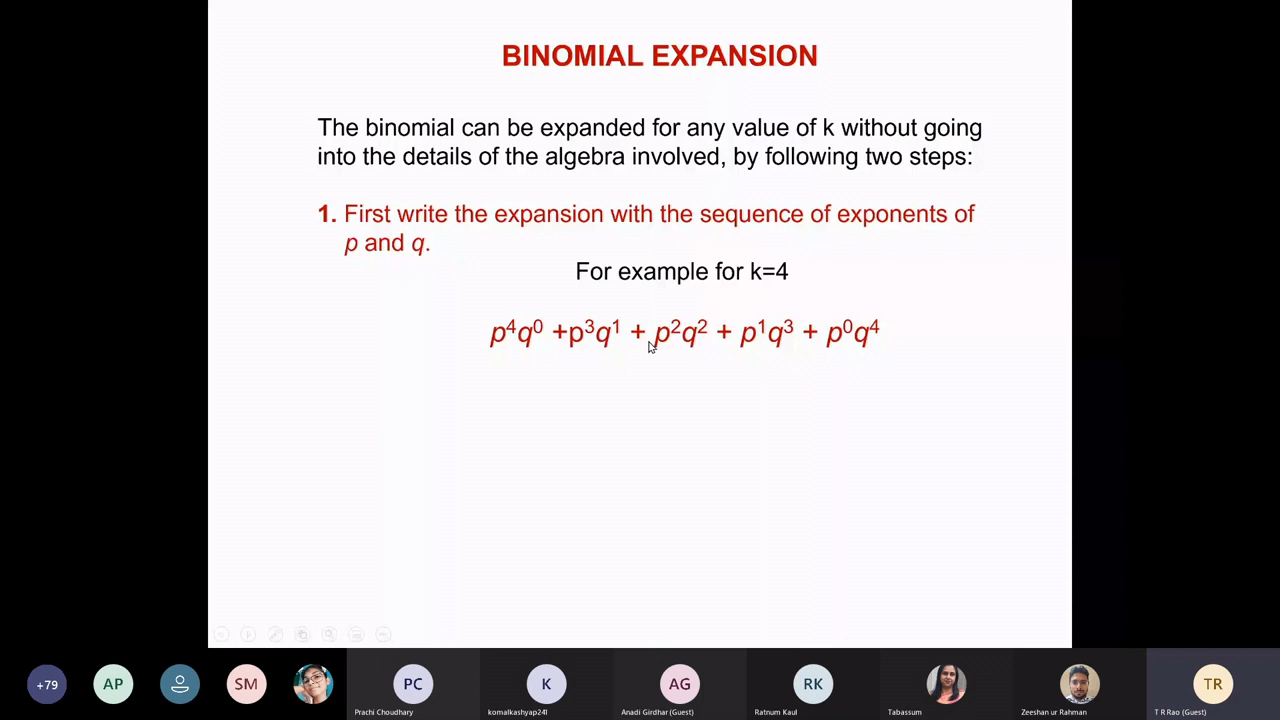 BINOMIAL EXPANSION
The binomial can be expanded for any value of k without going
into the details of the algebra involved, by following two steps:
1. First write the expansion with the sequence of exponents of
p and q.
For example for k=4
p⁴q⁰ +p³q¹ + p²q² + p¹q³ + p⁰q⁴
+79
AP
SM
PC
K
AG
RK
TR
Prachi Choudhary
komalkashyap241
Anadi Girdhar (Guest)
Ratnum Kaul
Tabassum
Zeeshan ur Rahman
T R Rao (Guest)